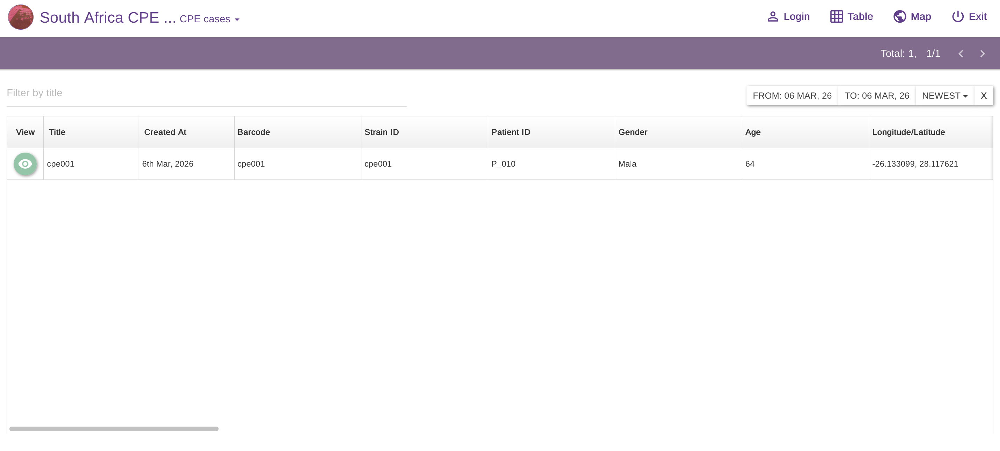 South Africa CPE ... CPE cases
Login Table Map Exit
Total: 1, 1/1
Filter by title
FROM: 06 MAR, 26 TO: 06 MAR, 26 NEWEST X
View Title Created At Barcode Strain ID Patient ID Gender Age Longitude/Latitude
cpe001 6th Mar, 2026 cpe001 cpe001 P_010 Mala 64 -26.133099, 28.117621